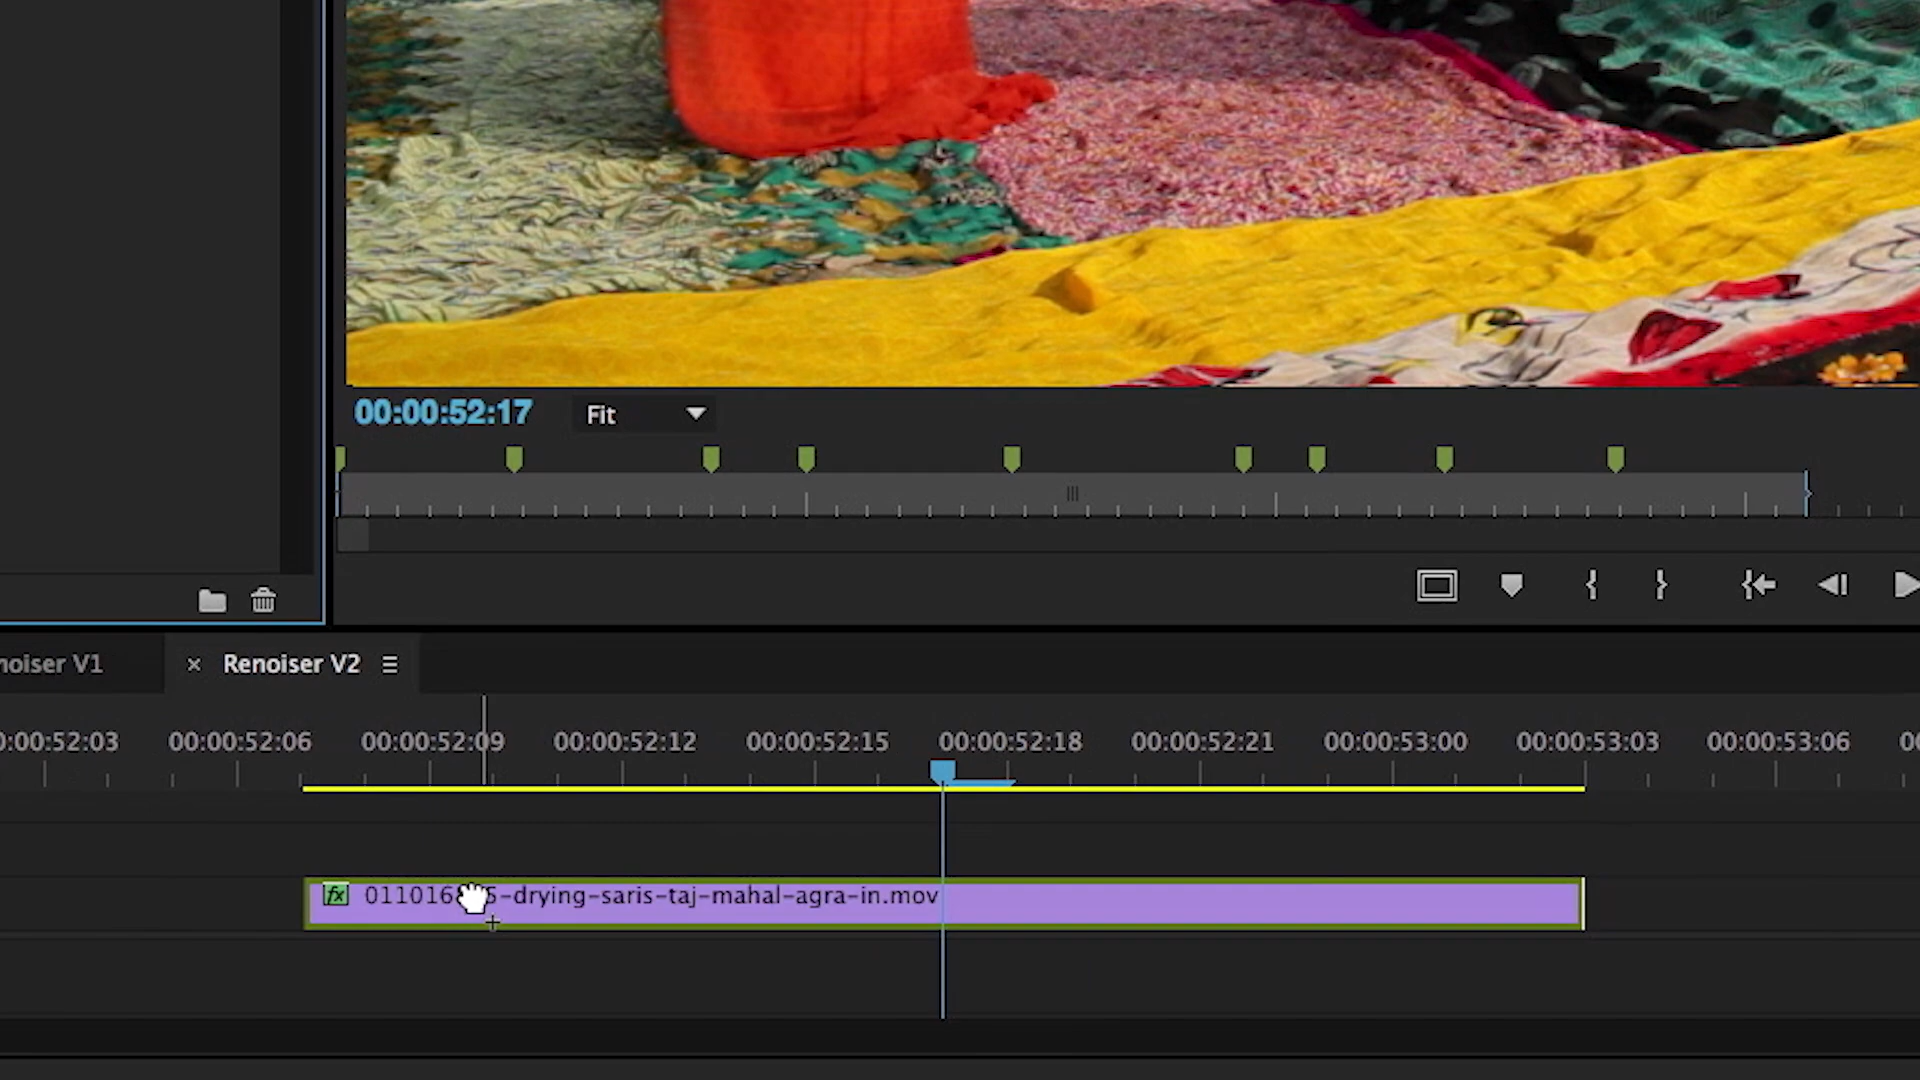 00:00:52:17 Fit
noiser V1 × Renoiser V2
0:00:52:03 00:00:52:06 00:00:52:09 00:00:52:12 00:00:52:15 00:00:52:18 00:00:52:21 00:00:53:00 00:00:53:03 00:00:53:06 00
fx 011016 5-drying-saris-taj-mahal-agra-in.mov